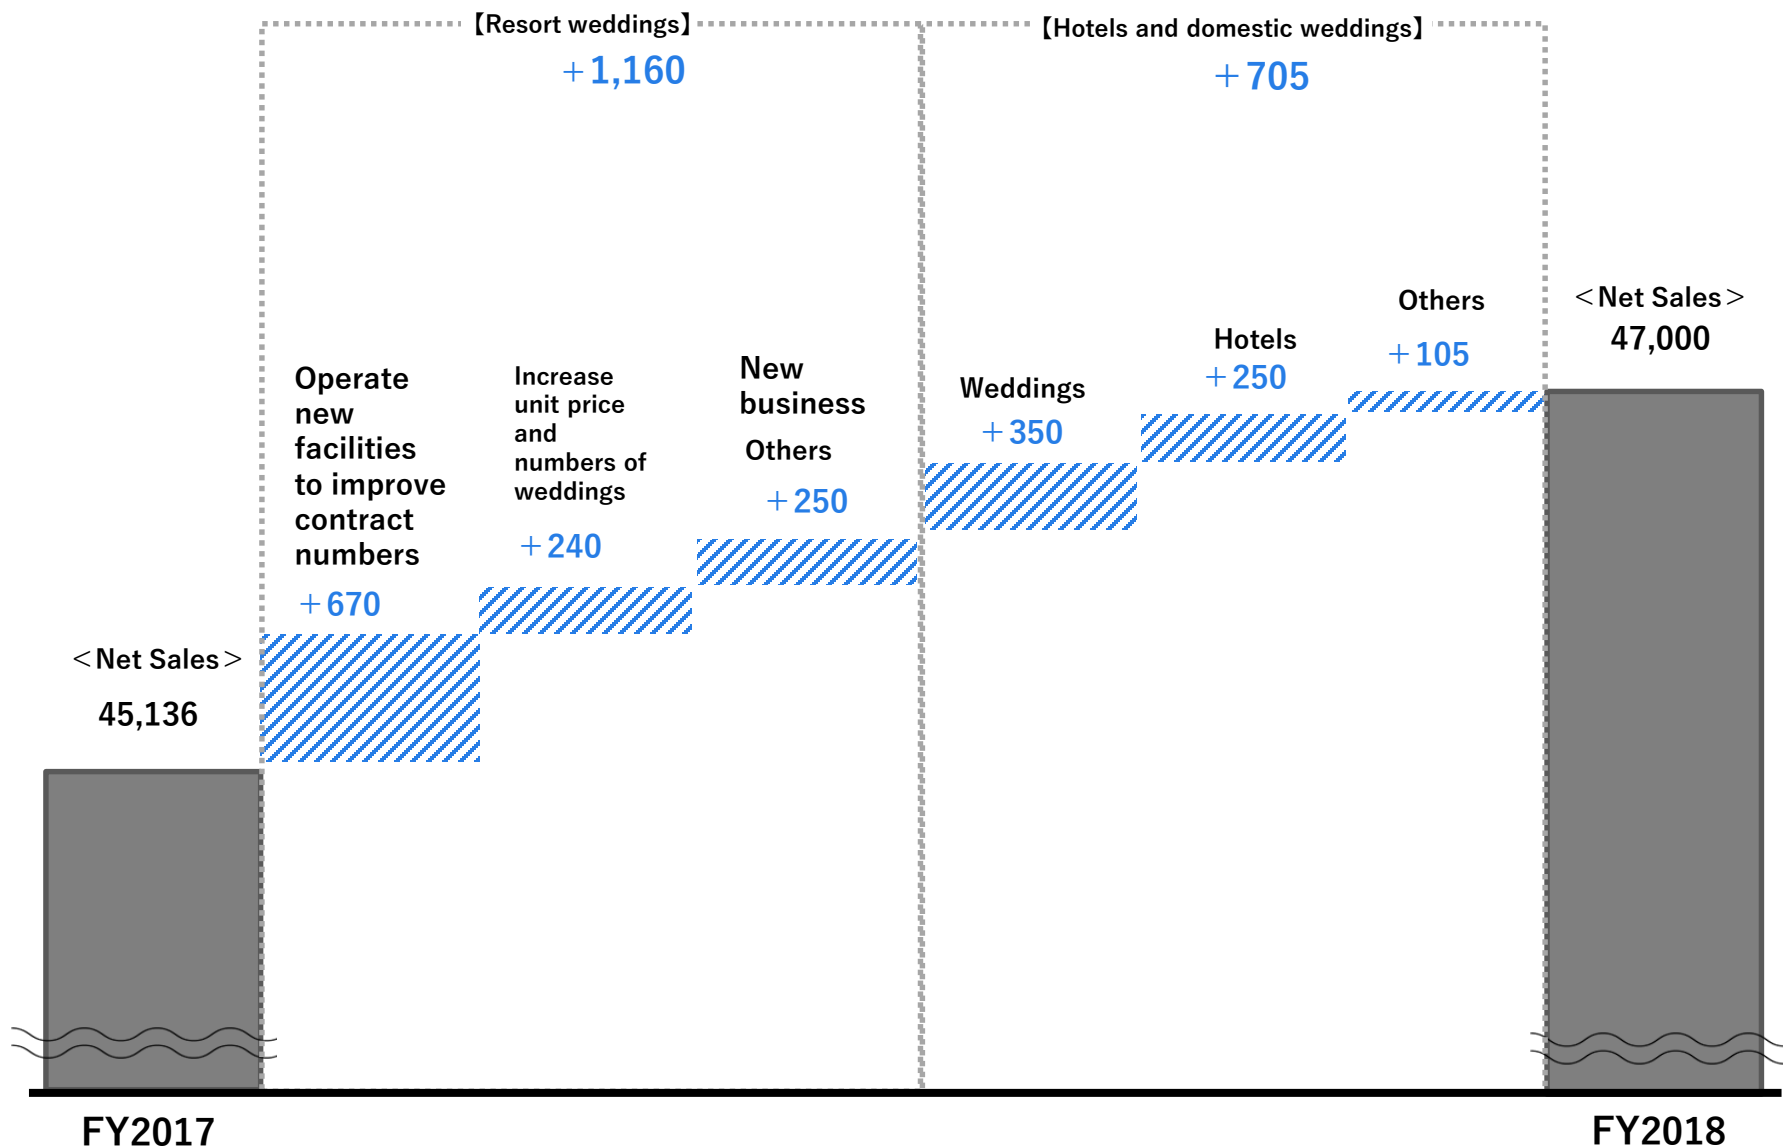 【Resort weddings】
+1,160
【Hotels and domestic weddings】
+705
<Net Sales>
45,136
Operate
new
facilities
to improve
contract
numbers
+670
Increase
unit price
and
numbers of
weddings
+240
New
business
Others
+250
Weddings
+350
Hotels
+250
Others
+105
<Net Sales>
47,000
FY2017
FY2018